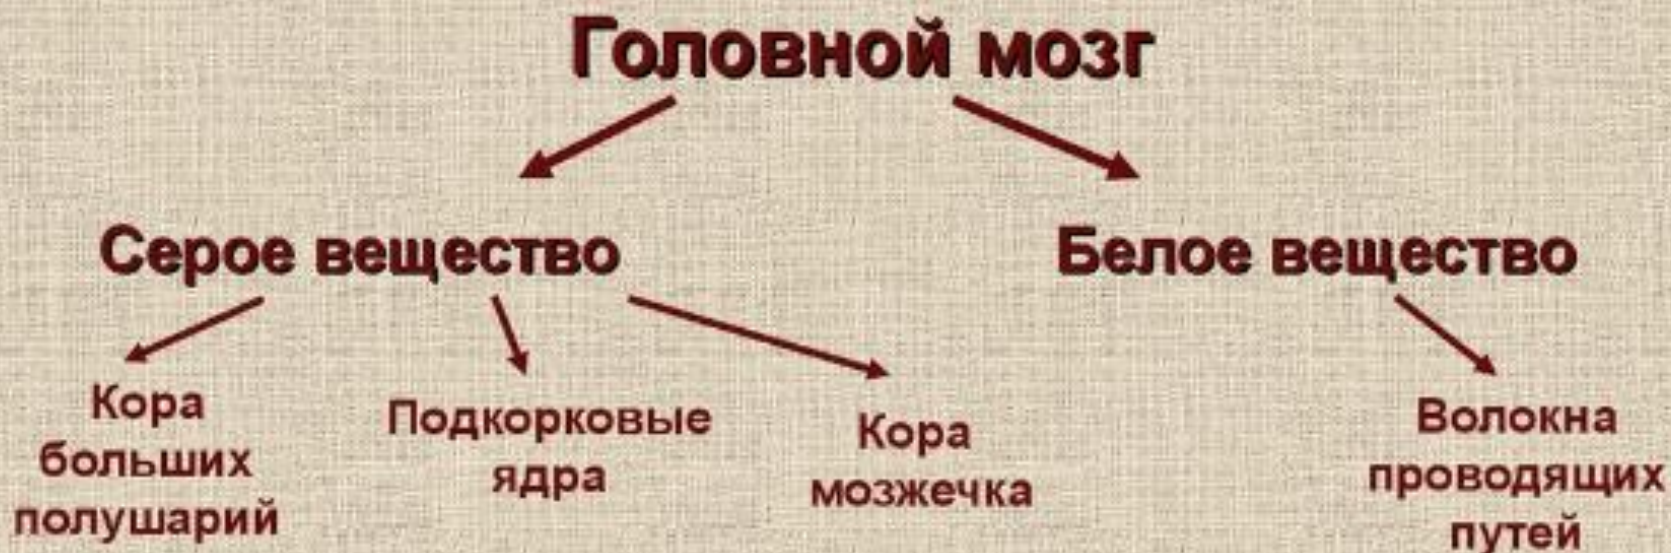 Головной мозг
Серое вещество
Белое вещество
Кора
больших
полушарий
Подкорковые
ядра
Кора
мозжечка
Волокна
проводящих
путей